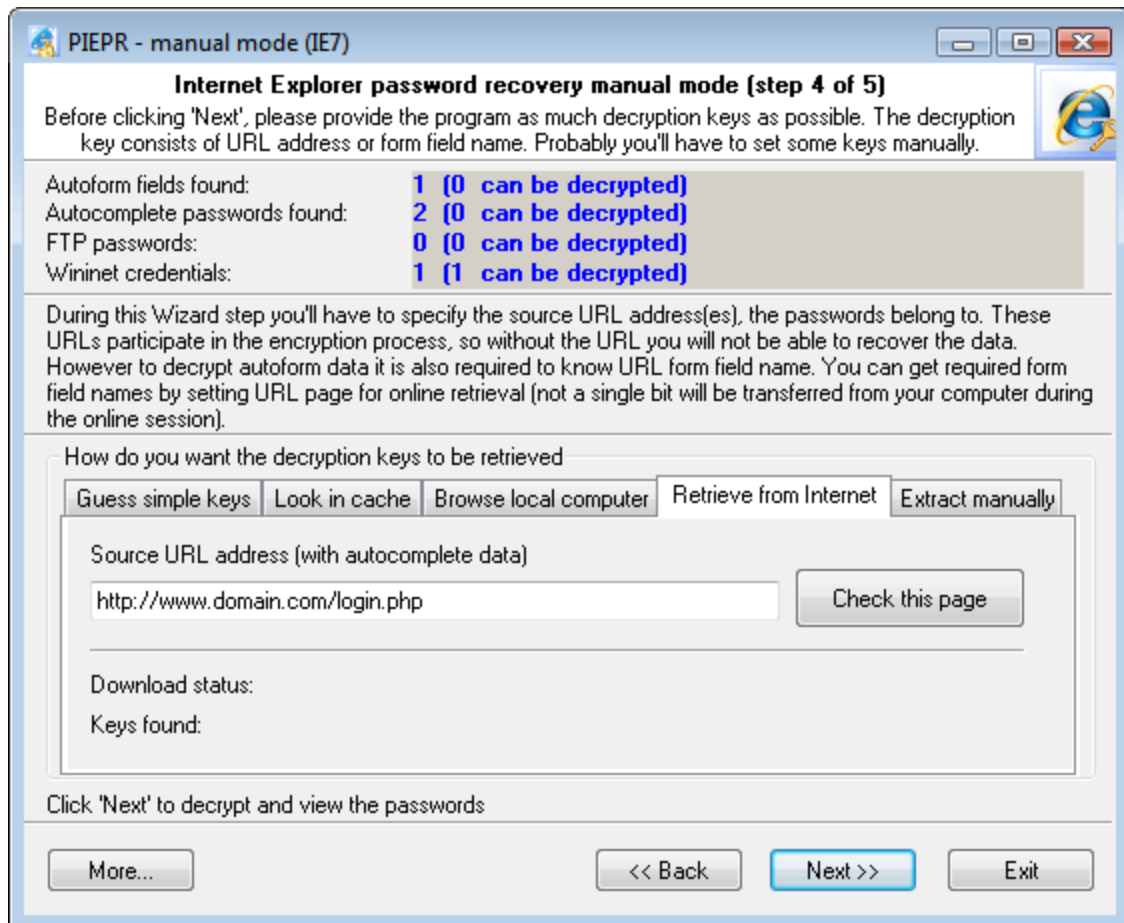 PIEPR - manual mode (IE7)
Internet Explorer password recovery manual mode (step 4 of 5)
Before clicking 'Next', please provide the program as much decryption keys as possible. The decryption
key consists of URL address or form field name. Probably you'll have to set some keys manually.
Autoform fields found: 1 (0 can be decrypted)
Autocomplete passwords found: 2 (0 can be decrypted)
FTP passwords: 0 (0 can be decrypted)
Wininet credentials: 1 (1 can be decrypted)
During this Wizard step you'll have to specify the source URL address(es), the passwords belong to. These
URLs participate in the encryption process, so without the URL you will not be able to recover the data.
However to decrypt autoform data it is also required to know URL form field name. You can get required form
field names by setting URL page for online retrieval (not a single bit will be transferred from your computer during
the online session).
How do you want the decryption keys to be retrieved
Guess simple keys Look in cache Browse local computer Retrieve from Internet Extract manually
Source URL address (with autocomplete data)
http://www.domain.com/login.php Check this page
Download status:
Keys found:
Click 'Next' to decrypt and view the passwords
More... << Back Next >> Exit